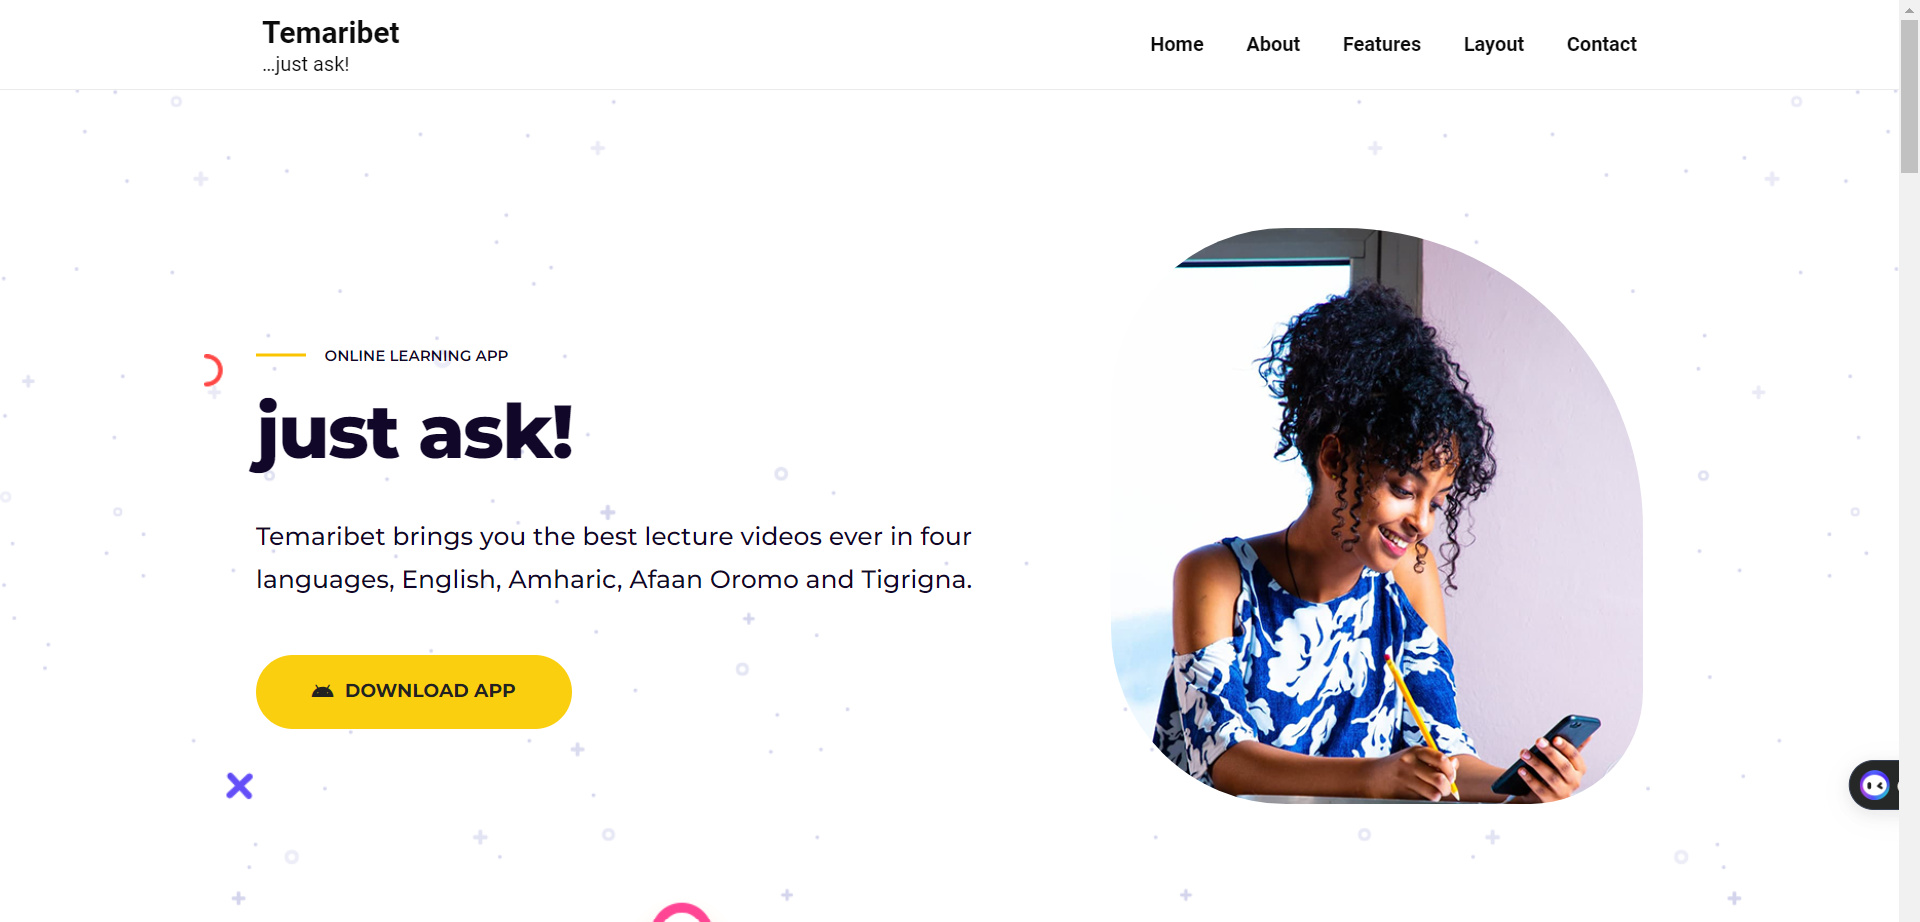 Temaribet
...just ask!
Home About Features Layout Contact
ONLINE LEARNING APP
just ask!
Temaribet brings you the best lecture videos ever in four
languages, English, Amharic, Afaan Oromo and Tigrigna.
DOWNLOAD APP